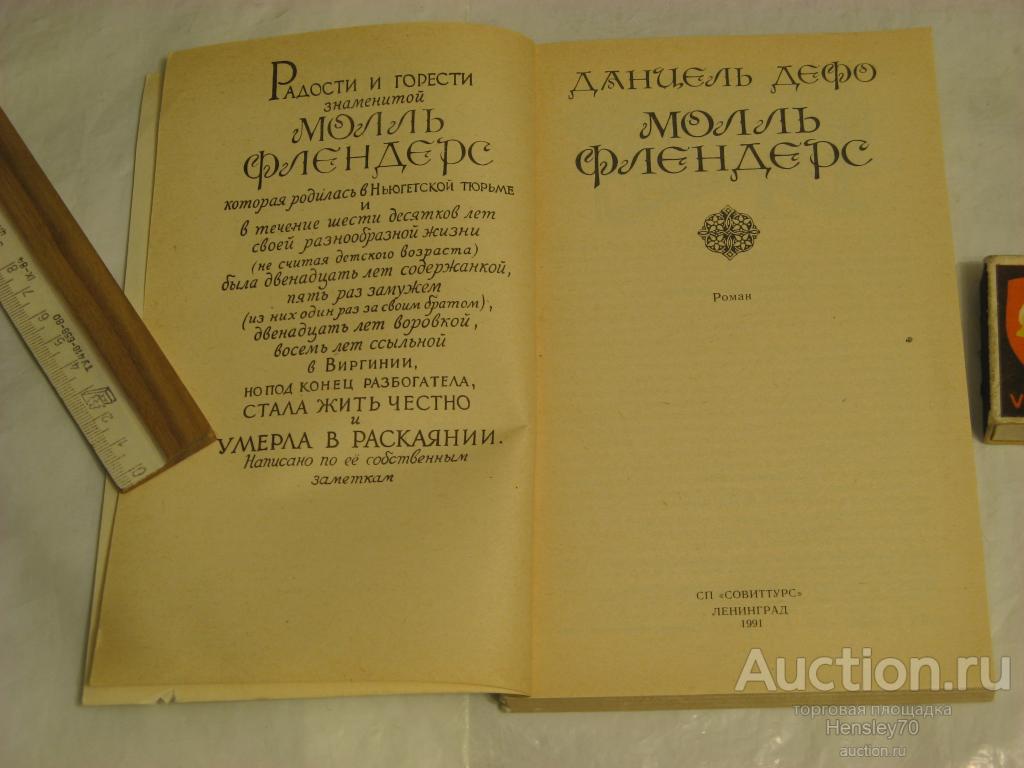 Радости и горести
знаменитой
МОЛЛЬ
ФЛЕНДЕРС
которая родилась в Ньюгетской тюрьме
и
в течение шести десятков лет
своей разнообразной жизни
(не считая детского возраста)
была двенадцать лет содержанкой,
пять раз замужем
(из них один раз за своим братом),
двенадцать лет воровкой,
восемь лет ссыльной
в Виргинии,
но под конец разбогатела,
СТАЛА ЖИТЬ ЧЕСТНО
и
УМЕРЛА В РАСКАЯНИИ.
Написано по её собственным
заметкам
ДАНИЕЛЬ ДЕФО
МОЛЛЬ
ФЛЕНДЕРС
Роман
СП «СОВИТТУРС»
ЛЕНИНГРАД
1991
Auction.ru
торговая площадка
Hensley70
auction.ru